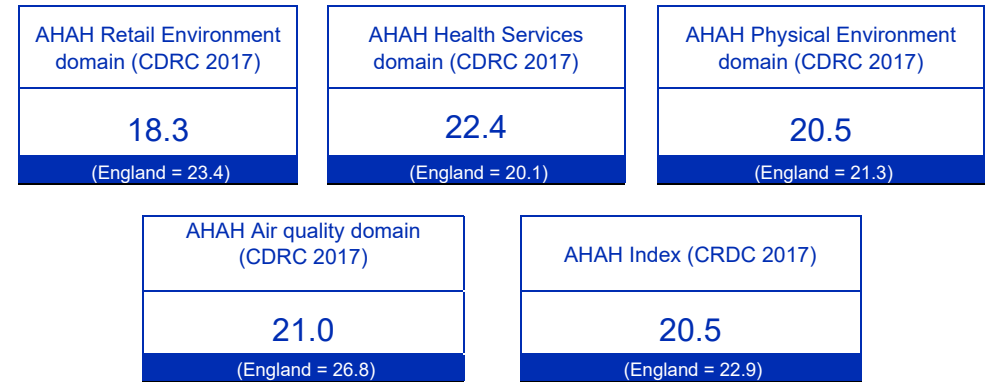 AHAH Retail Environment
domain (CDRC 2017)
18.3
(England = 23.4)
AHAH Health Services
domain (CDRC 2017)
22.4
(England = 20.1)
AHAH Physical Environment
domain (CDRC 2017)
20.5
(England = 21.3)
AHAH Air quality domain
(CDRC 2017)
21.0
(England = 26.8)
AHAH Index (CRDC 2017)
20.5
(England = 22.9)